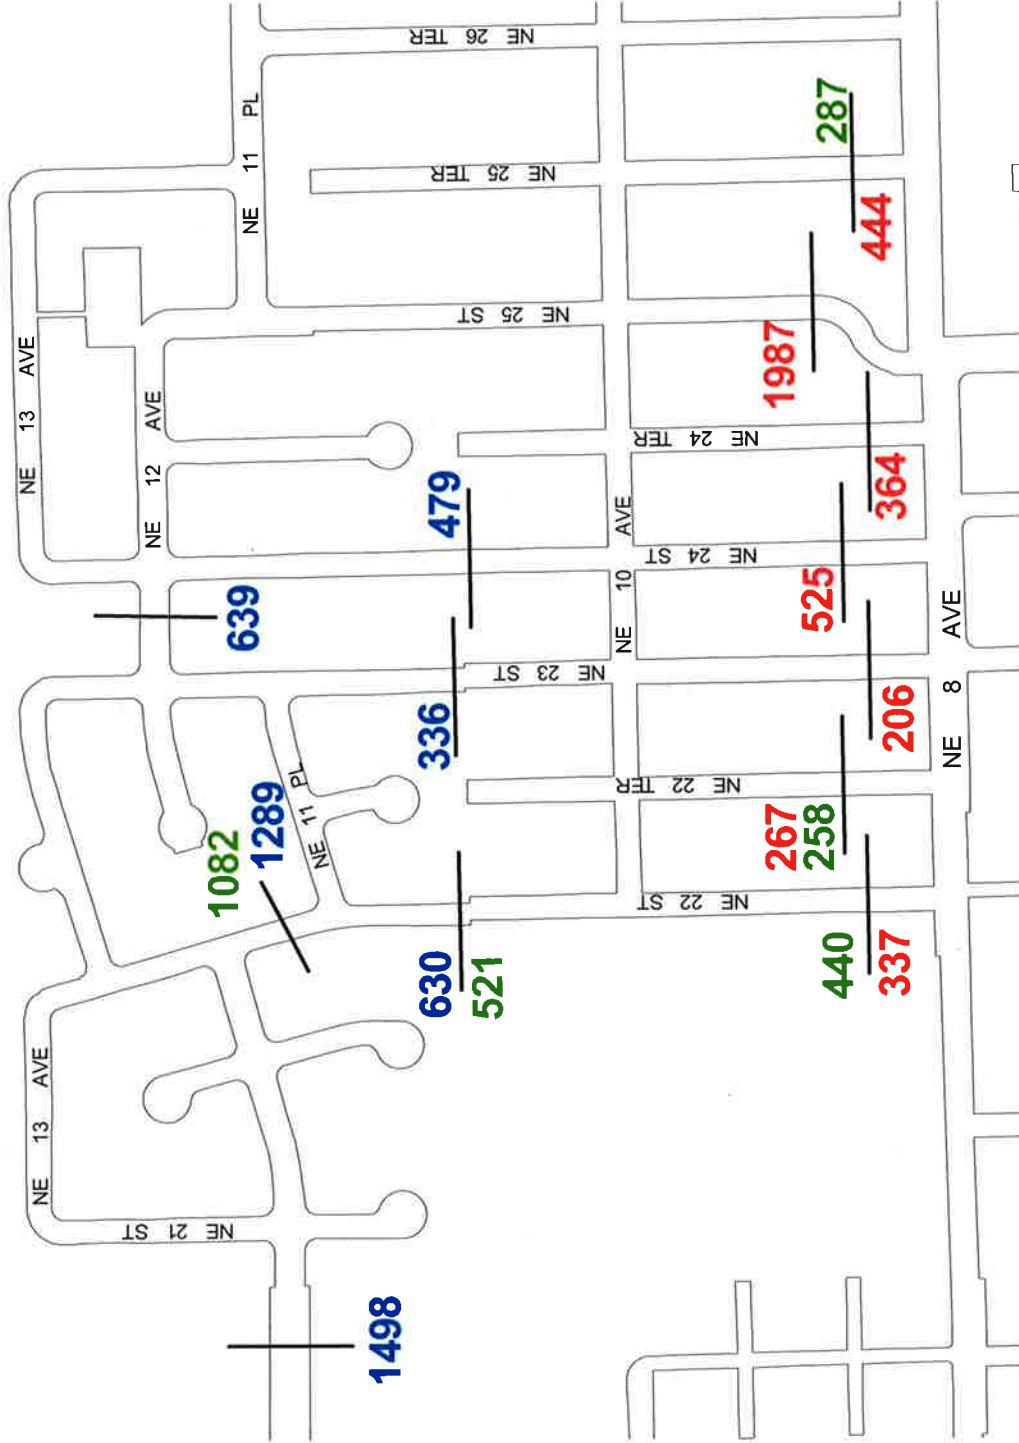 NE 26 TER
NE 11 PL
NE 25 TER
NE 25 ST
NE 13 AVE
NE 12 AVE
NE 24 TER
NE 24 ST
NE 10 AVE
NE 23 ST
NE 22 TER
NE 22 ST
NE 11 PL
NE 8 AVE
NE 13 AVE
NE 21 ST
287
444
1987
364
479
525
639
336
206
1082
1289
267
258
630
521
440
337
1498